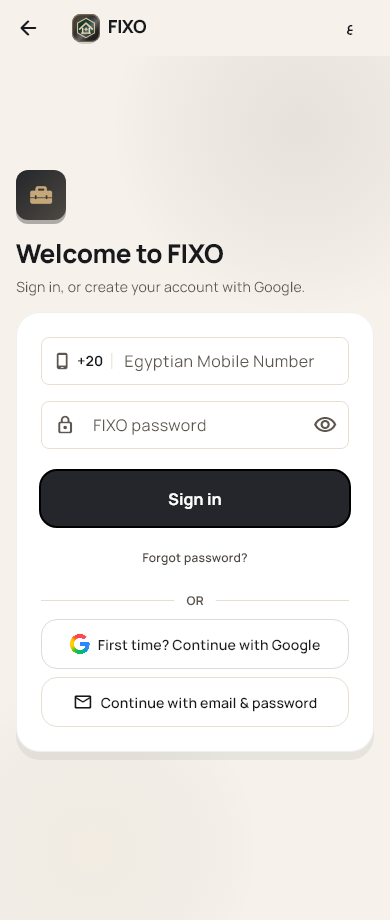 FIXO
ع
Welcome to FIXO
Sign in, or create your account with Google.
+20 Egyptian Mobile Number
FIXO password
Sign in
Forgot password?
OR
First time? Continue with Google
Continue with email & password